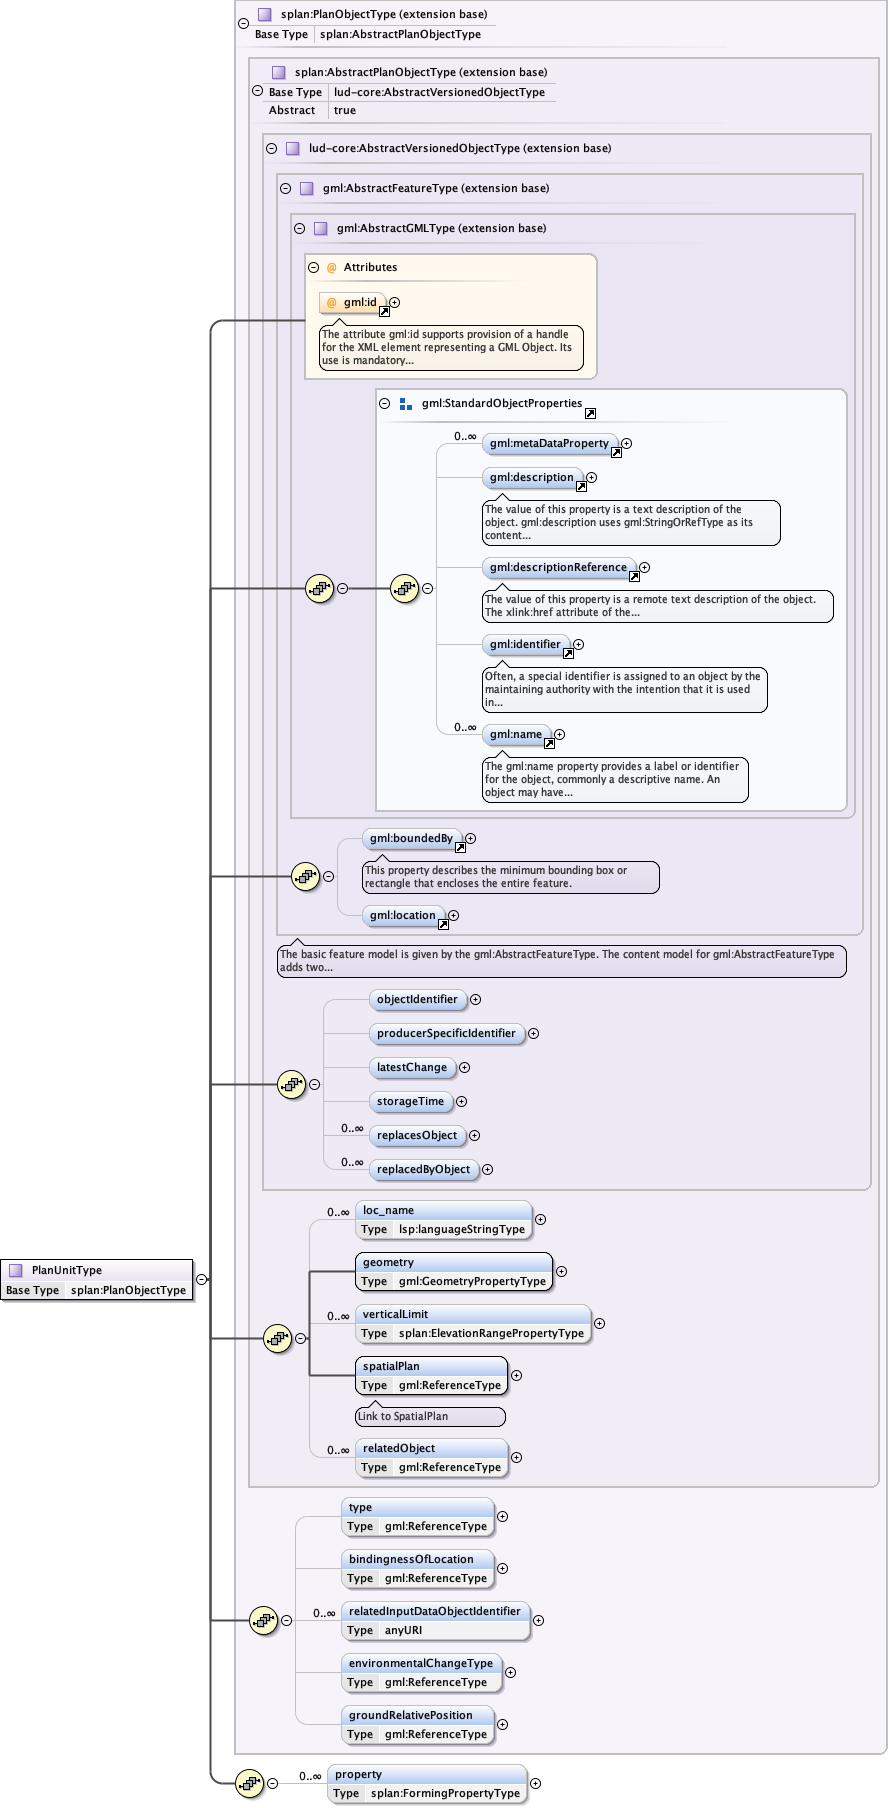 splan:PlanObjectType (extension base)
Base Type splan:AbstractPlanObjectType
splan:AbstractPlanObjectType (extension base)
Base Type lud-core:AbstractVersionedObjectType
Abstract true
lud-core:AbstractVersionedObjectType (extension base)
gml:AbstractFeatureType (extension base)
gml:AbstractGMLType (extension base)
@ Attributes
@ gml:id
The attribute gml:id supports provision of a handle
for the XML element representing a GML Object. Its
use is mandatory...
gml:StandardObjectProperties
0..∞ gml:metaDataProperty
gml:description
The value of this property is a text description of the
object. gml:description uses gml:StringOrRefType as its
content...
gml:descriptionReference
The value of this property is a remote text description of the object.
The xlink:href attribute of the...
gml:identifier
Often, a special identifier is assigned to an object by the
maintaining authority with the intention that it is used
in...
0..∞ gml:name
The gml:name property provides a label or identifier
for the object, commonly a descriptive name. An
object may have...
gml:boundedBy
This property describes the minimum bounding box or
rectangle that encloses the entire feature.
gml:location
The basic feature model is given by the gml:AbstractFeatureType. The content model for gml:AbstractFeatureType
adds two...
objectIdentifier
producerSpecificIdentifier
latestChange
storageTime
0..∞ replacesObject
0..∞ replacedByObject
0..∞ loc_name
Type lsp:languageStringType
geometry
Type gml:GeometryPropertyType
PlanUnitType
Base Type splan:PlanObjectType
0..∞ verticalLimit
Type splan:ElevationRangePropertyType
spatialPlan
Type gml:ReferenceType
Link to SpatialPlan
0..∞ relatedObject
Type gml:ReferenceType
type
Type gml:ReferenceType
bindingnessOfLocation
Type gml:ReferenceType
0..∞ relatedInputDataObjectIdentifier
Type anyURI
environmentalChangeType
Type gml:ReferenceType
groundRelativePosition
Type gml:ReferenceType
0..∞ property
Type splan:FormingPropertyType